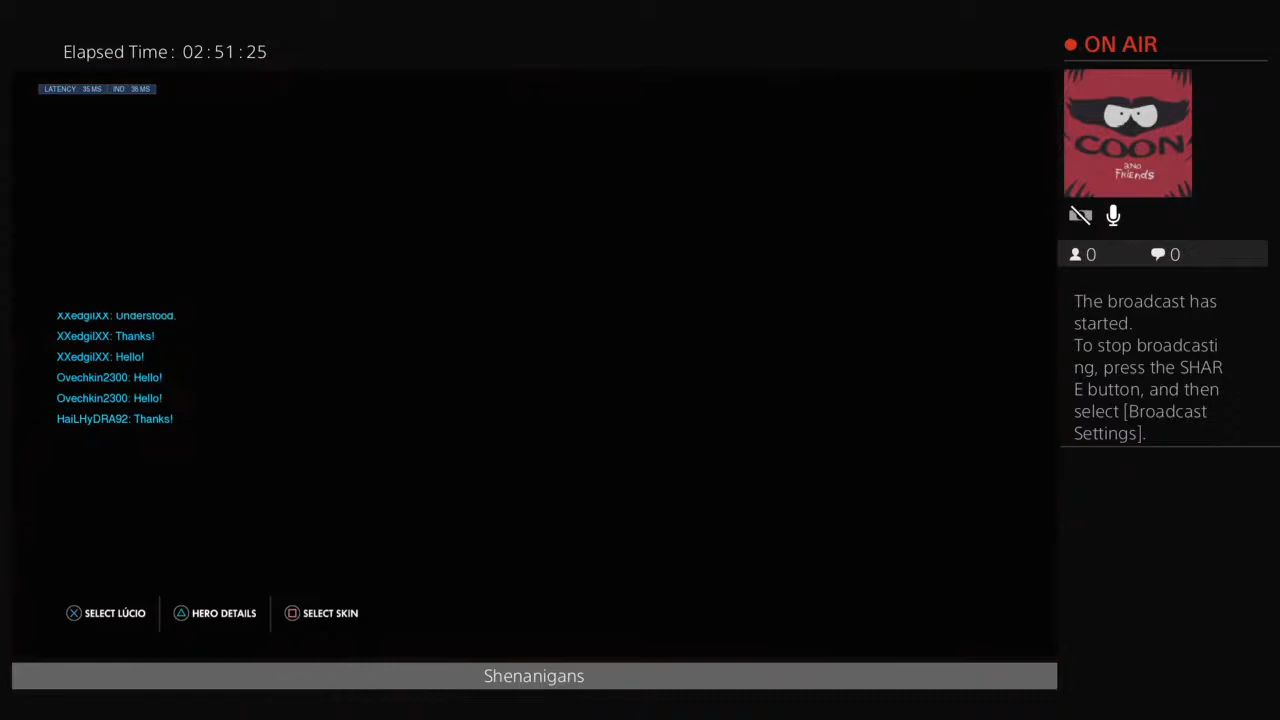 Elapsed Time: 02:51:25
ON AIR
LATENCY: 35 MS IND: 36 MS
COON
AND
FRiENdS
0 0
The broadcast has
started.
To stop broadcasti
ng, press the SHAR
E button, and then
select [Broadcast
Settings].
XXedgilXX: Understood.
XXedgilXX: Thanks!
XXedgilXX: Hello!
Ovechkin2300: Hello!
Ovechkin2300: Hello!
HaiLHyDRA92: Thanks!
SELECT LÚCIO HERO DETAILS SELECT SKIN
Shenanigans